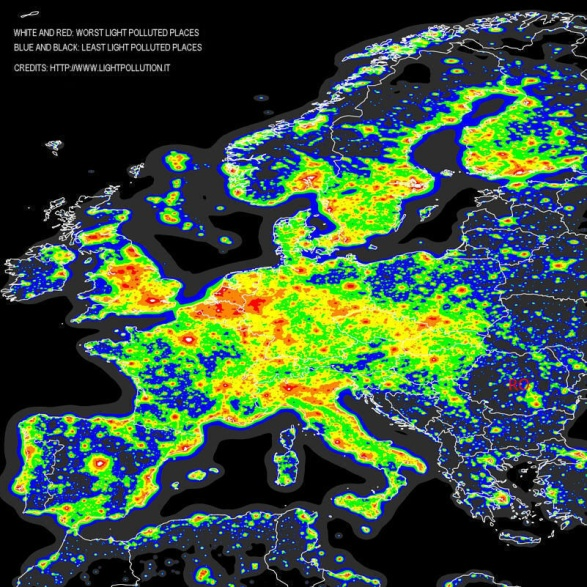 WHITE AND RED: WORST LIGHT POLLUTED PLACES
BLUE AND BLACK: LEAST LIGHT POLLUTED PLACES
CREDITS: HTTP://WWW.LIGHTPOLLUTION.IT
RO